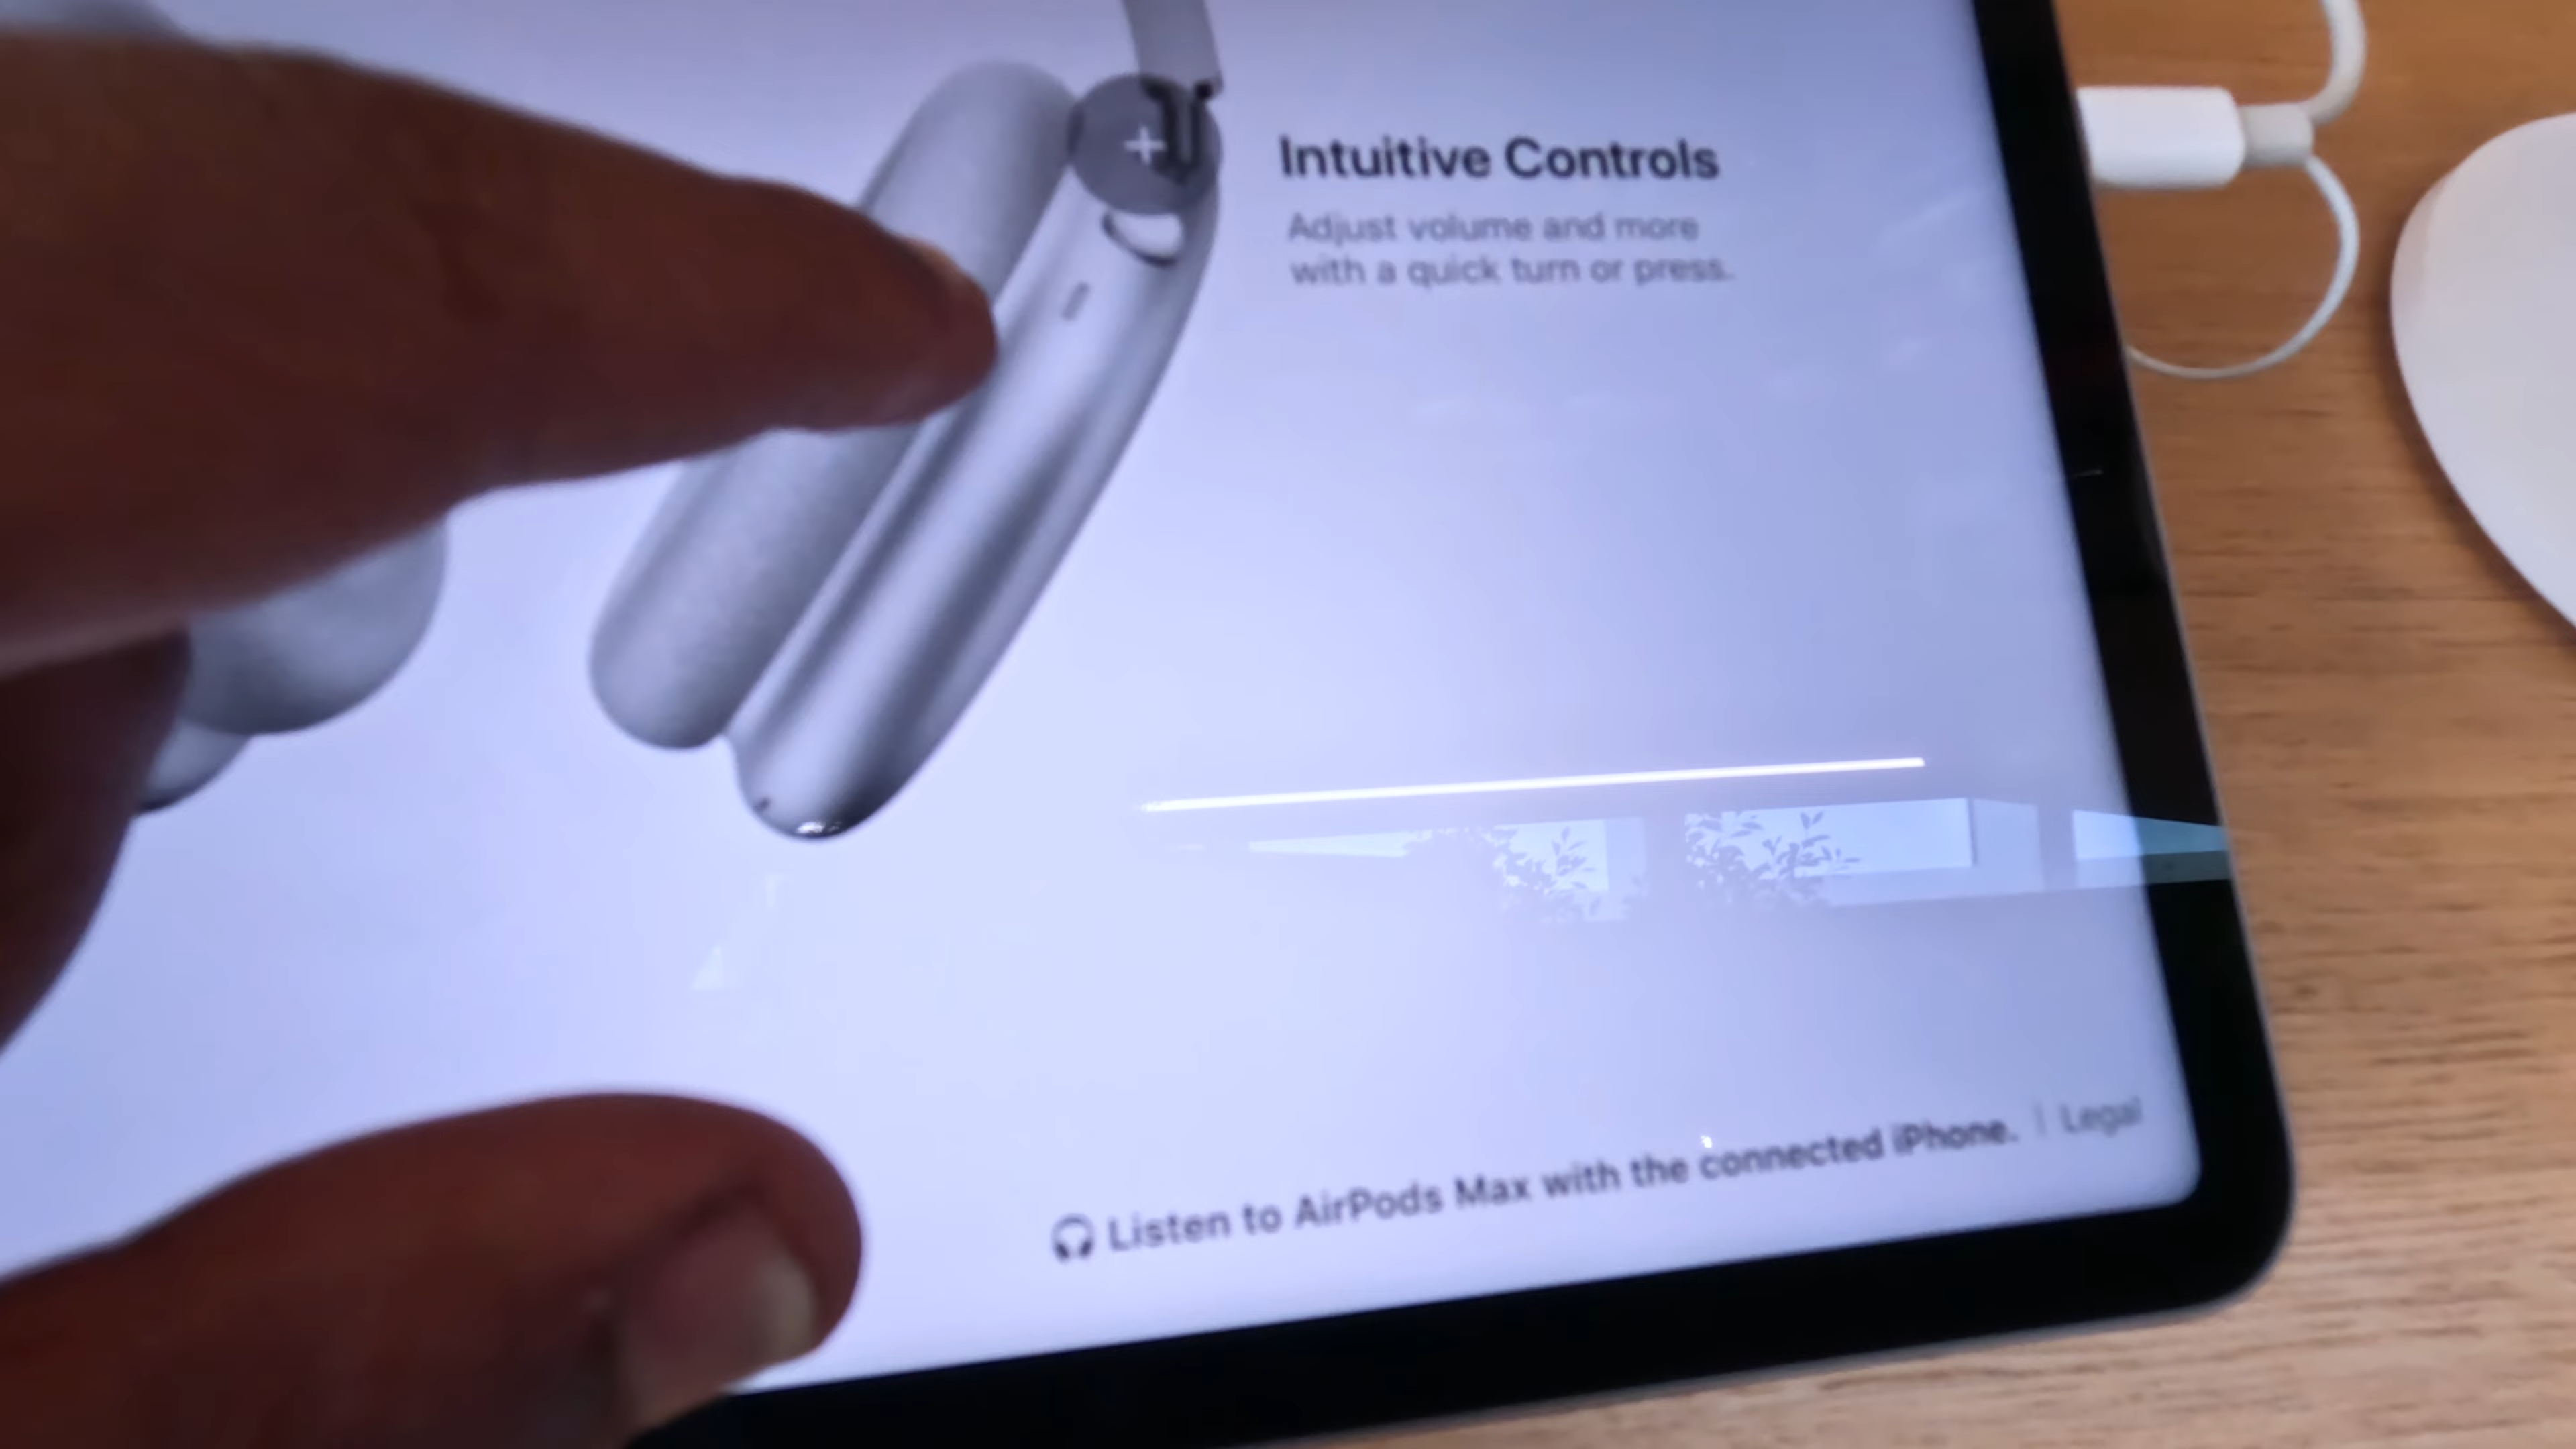 Intuitive Controls
Adjust volume and more
with a quick turn or press.
Listen to AirPods Max with the connected iPhone. | Legal